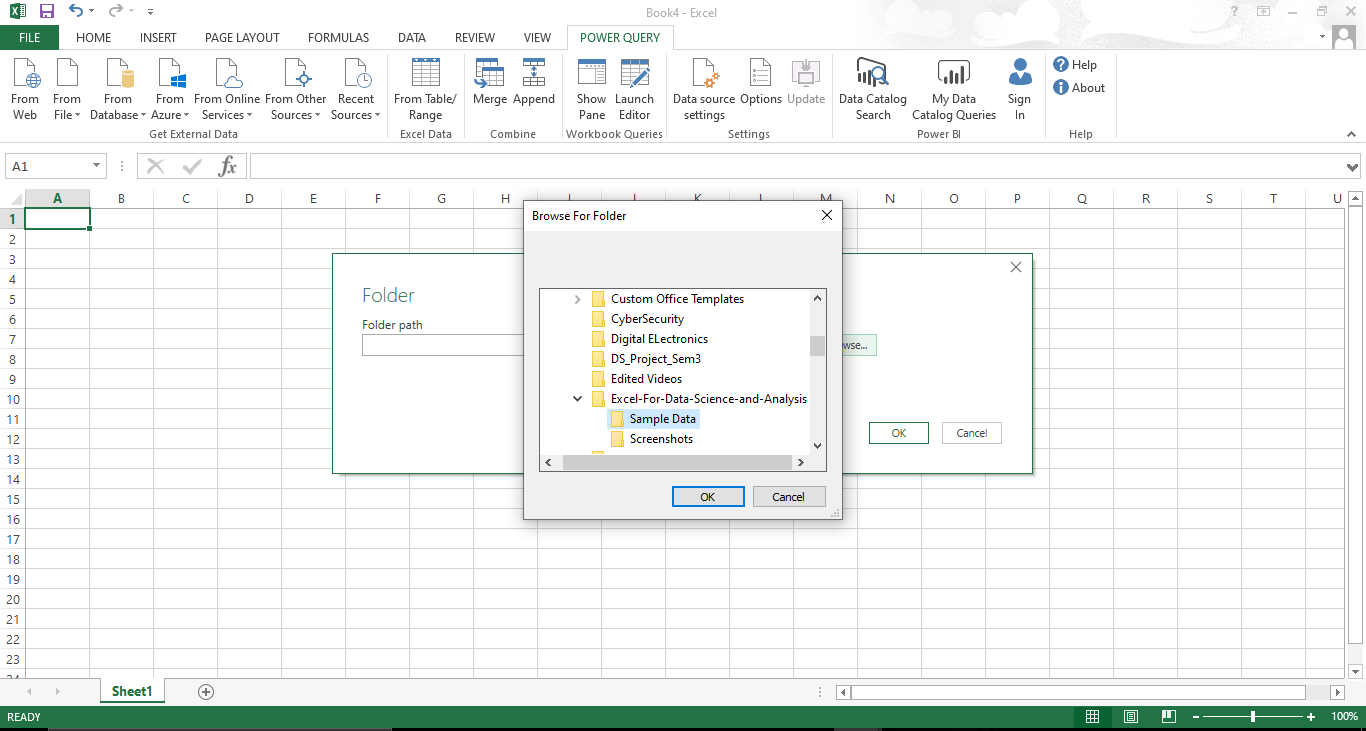 Book4 - Excel
FILE HOME INSERT PAGE LAYOUT FORMULAS DATA REVIEW VIEW POWER QUERY
From Web
From File
From Database
From Azure
From Online Services
From Other Sources
Recent Sources
Get External Data
From Table/ Range
Excel Data
Merge
Append
Combine
Show Pane
Launch Editor
Workbook Queries
Data source settings
Options
Update
Settings
Data Catalog Search
My Data Catalog Queries
Sign In
Power BI
Help
About
Help
A1
fx
A B C D E F G H I J K L M N O P Q R S T U
1
2
3
4
5
6
7
8
9
10
11
12
13
14
15
16
17
18
19
20
21
22
23
24
Folder
Folder path
wse...
OK
Cancel
Browse For Folder
Custom Office Templates
CyberSecurity
Digital ELectronics
DS_Project_Sem3
Edited Videos
Excel-For-Data-Science-and-Analysis
Sample Data
Screenshots
OK
Cancel
Sheet1
READY
100%